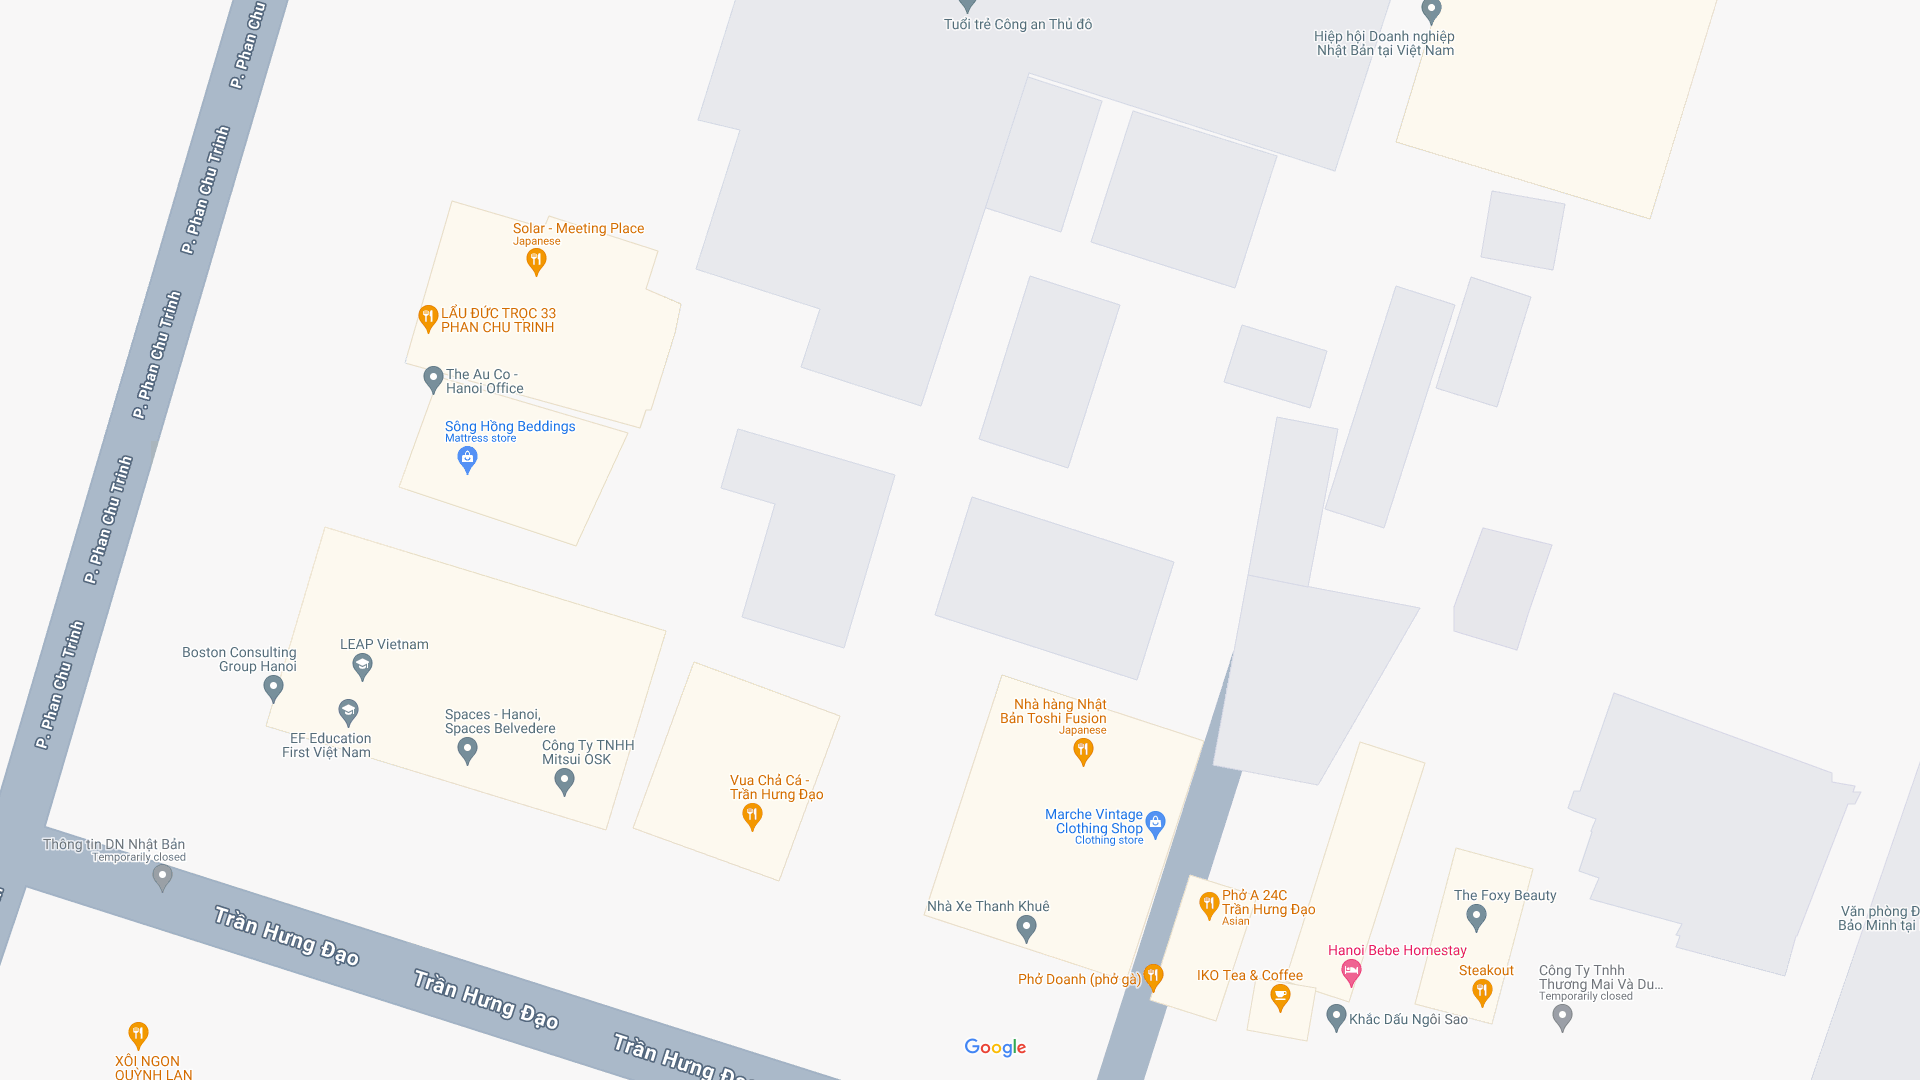 P. Phan Chu
Tuổi trẻ Công an Thủ đô
Hiệp hội Doanh nghiệp
Nhật Bản tại Việt Nam
P. Phan Chu Trinh
Solar - Meeting Place
Japanese
LẨU ĐỨC TRỌC 33
PHAN CHU TRINH
P. Phan Chu Trinh
The Au Co -
Hanoi Office
Sông Hồng Beddings
Mattress store
P. Phan Chu Trinh
LEAP Vietnam
Boston Consulting
Group Hanoi
P. Phan Chu Trinh
EF Education
First Việt Nam
Spaces - Hanoi,
Spaces Belvedere
Công Ty TNHH
Mitsui OSK
Nhà hàng Nhật
Bản Toshi Fusion
Japanese
Vua Chả Cá -
Trần Hưng Đạo
Marche Vintage
Clothing Shop
Clothing store
Thông tin DN Nhật Bản
Temporarily closed
Nhà Xe Thanh Khuê
Phở A 24C
Trần Hưng Đạo
Asian
The Foxy Beauty
Văn phòng Đ
Bảo Minh tại
Trần Hưng Đạo
Hanoi Bebe Homestay
Phở Doanh (phở gà)
IKO Tea & Coffee
Steakout
Công Ty Tnhh
Thương Mai Và Du...
Temporarily closed
Trần Hưng Đạo
Khắc Dấu Ngôi Sao
Trần Hưng Đạo
Google
XÔI NGON
QUỲNH LAN